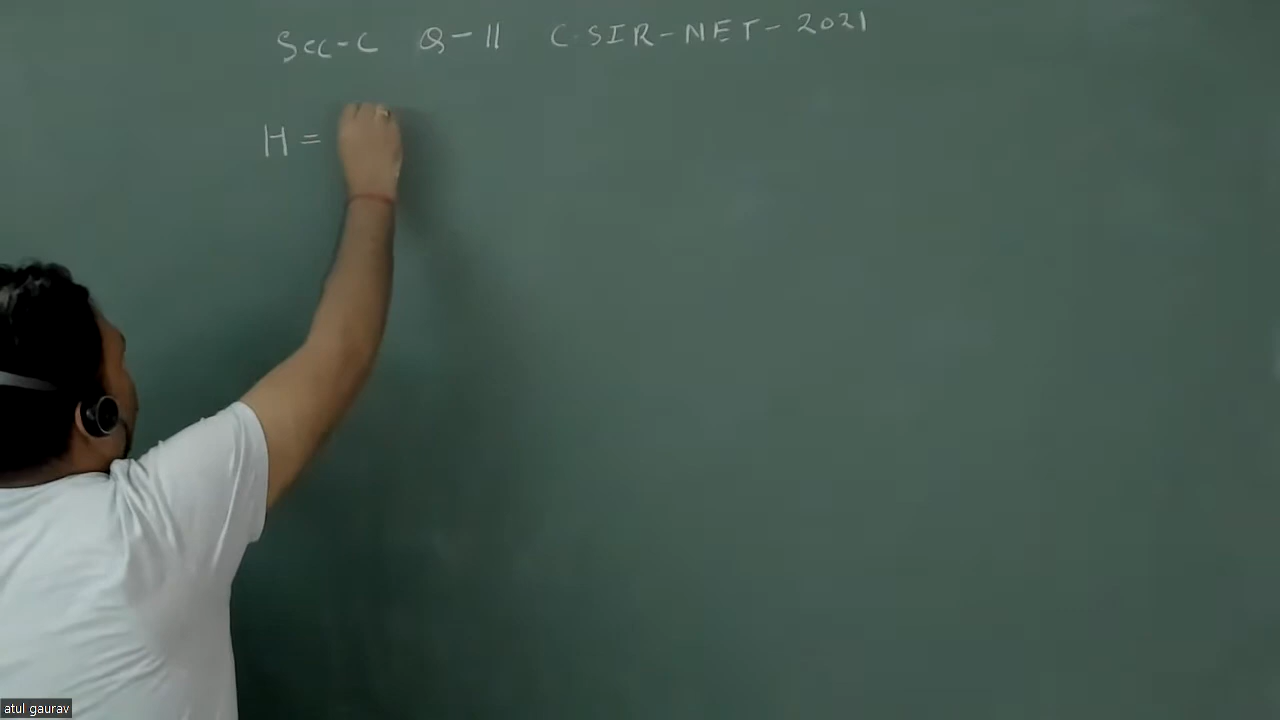 Sec-C Q-11 CSIR-NET-2021
H =
atul gaurav